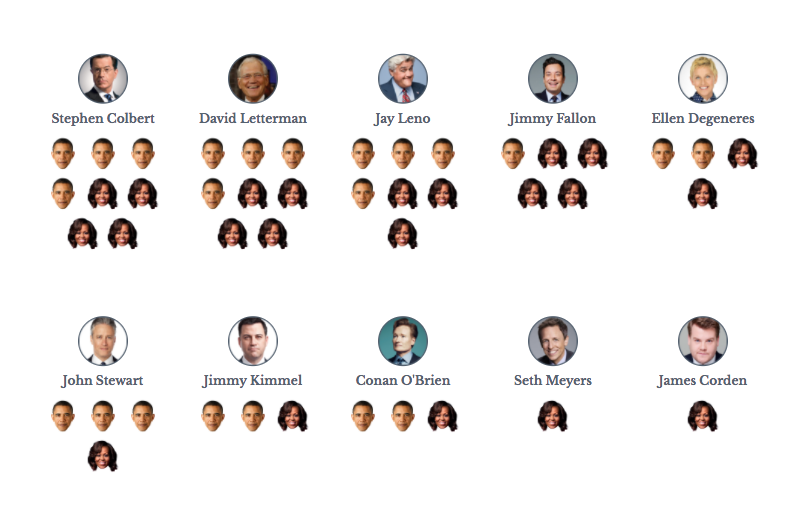 Stephen Colbert
David Letterman
Jay Leno
Jimmy Fallon
Ellen Degeneres
John Stewart
Jimmy Kimmel
Conan O'Brien
Seth Meyers
James Corden